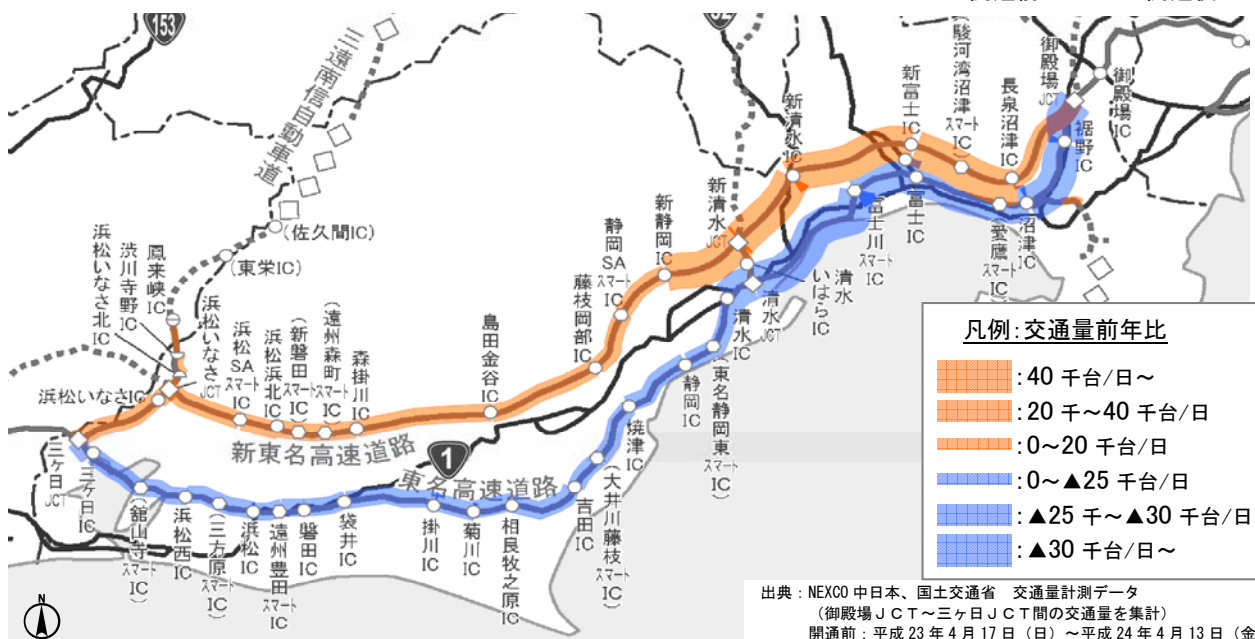 153
三遠南信自動車道
(佐久間IC)
(東栄IC)
鳳来峡IC
渋川寺野IC
浜松いなさ北IC
浜松いなさJCT
浜松いなさIC
三ヶ日JCT
三ヶ日IC
浜松SAスマートIC
浜松浜北IC
(新磐田スマートIC)
(遠州森町スマートIC)
森掛川IC
島田金谷IC
藤枝岡部IC
静岡SAスマートIC
新静岡IC
新清水JCT
新清水IC
新富士IC
(駿河湾沼津スマートIC)
長泉沼津IC
御殿場JCT
御殿場IC
裾野IC
沼津IC
(愛鷹スマートIC)
富士IC
富士川スマートIC
清水いはらIC
清水JCT
清水IC
(東名静岡東スマートIC)
静岡IC
焼津IC
(大井川藤枝スマートIC)
吉田IC
相良牧之原IC
菊川IC
掛川IC
袋井IC
磐田IC
遠州豊田スマートIC
浜松IC
(三方原スマートIC)
浜松西IC
(舘山寺スマートIC)
新東名高速道路
東名高速道路
1
N
凡例:交通量前年比
:40 千台/日~
:20 千~40 千台/日
:0~20 千台/日
:0~▲25 千台/日
:▲25 千~▲30 千台/日
:▲30 千台/日~
出典:NEXCO 中日本、国土交通省 交通量計測データ
(御殿場JCT~三ヶ日JCT間の交通量を集計)
開通前:平成 23 年 4 月 17 日(日)~平成 24 年 4 月 13 日(金